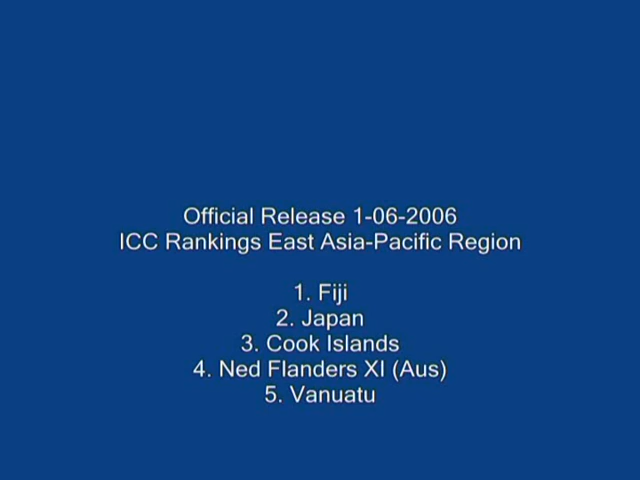 Official Release 1-06-2006
ICC Rankings East Asia-Pacific Region
1. Fiji
2. Japan
3. Cook Islands
4. Ned Flanders XI (Aus)
5. Vanuatu